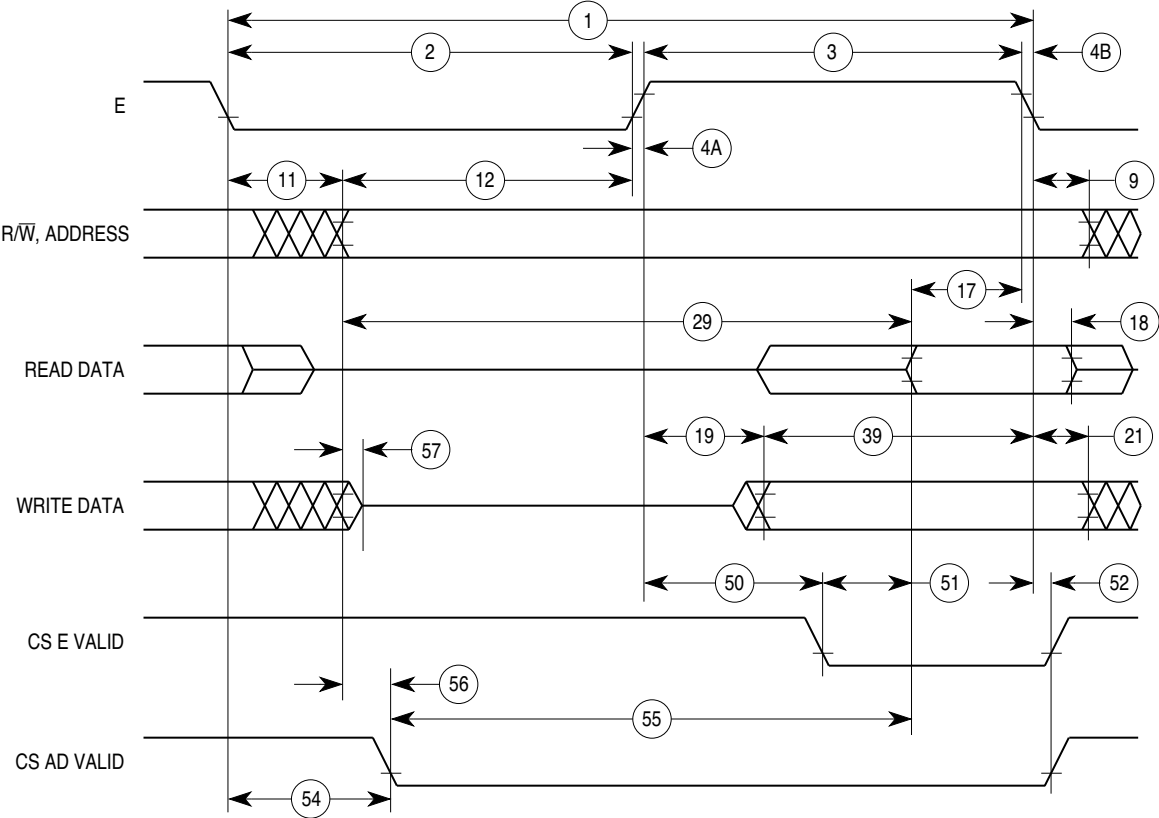 1
2
3
4B
E
4A
11
12
9
R/W̅, ADDRESS
17
29
18
READ DATA
19
39
21
57
WRITE DATA
50
51
52
CS E VALID
56
55
CS AD VALID
54